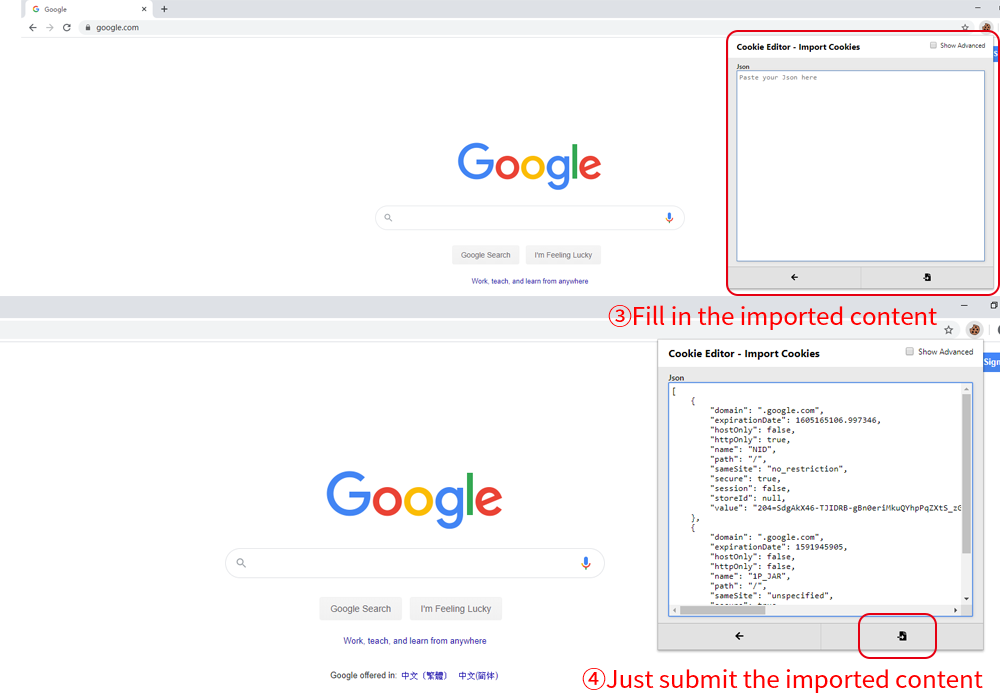 Google
google.com
Cookie Editor - Import Cookies
Show Advanced
Json
Paste your Json here
Google
Google Search
I'm Feeling Lucky
Work, teach, and learn from anywhere
③Fill in the imported content
Cookie Editor - Import Cookies
Show Advanced
Sign
Json
[
{
"domain": ".google.com",
"expirationDate": 1605165106.997346,
"hostOnly": false,
"httpOnly": true,
"name": "NID",
"path": "/",
"sameSite": "no_restriction",
"secure": true,
"session": false,
"storeId": null,
"value": "204=SdgAkX46-TJIDRB-gBn0eriMkuQYhpPqZXtS_zG
},
{
"domain": ".google.com",
"expirationDate": 1591945905,
"hostOnly": false,
"httpOnly": false,
"name": "1P_JAR",
"path": "/",
"sameSite": "unspecified",
"secure": true
Google
Google Search
I'm Feeling Lucky
Work, teach, and learn from anywhere
Google offered in: 中文（繁體） 中文(简体)
④Just submit the imported content